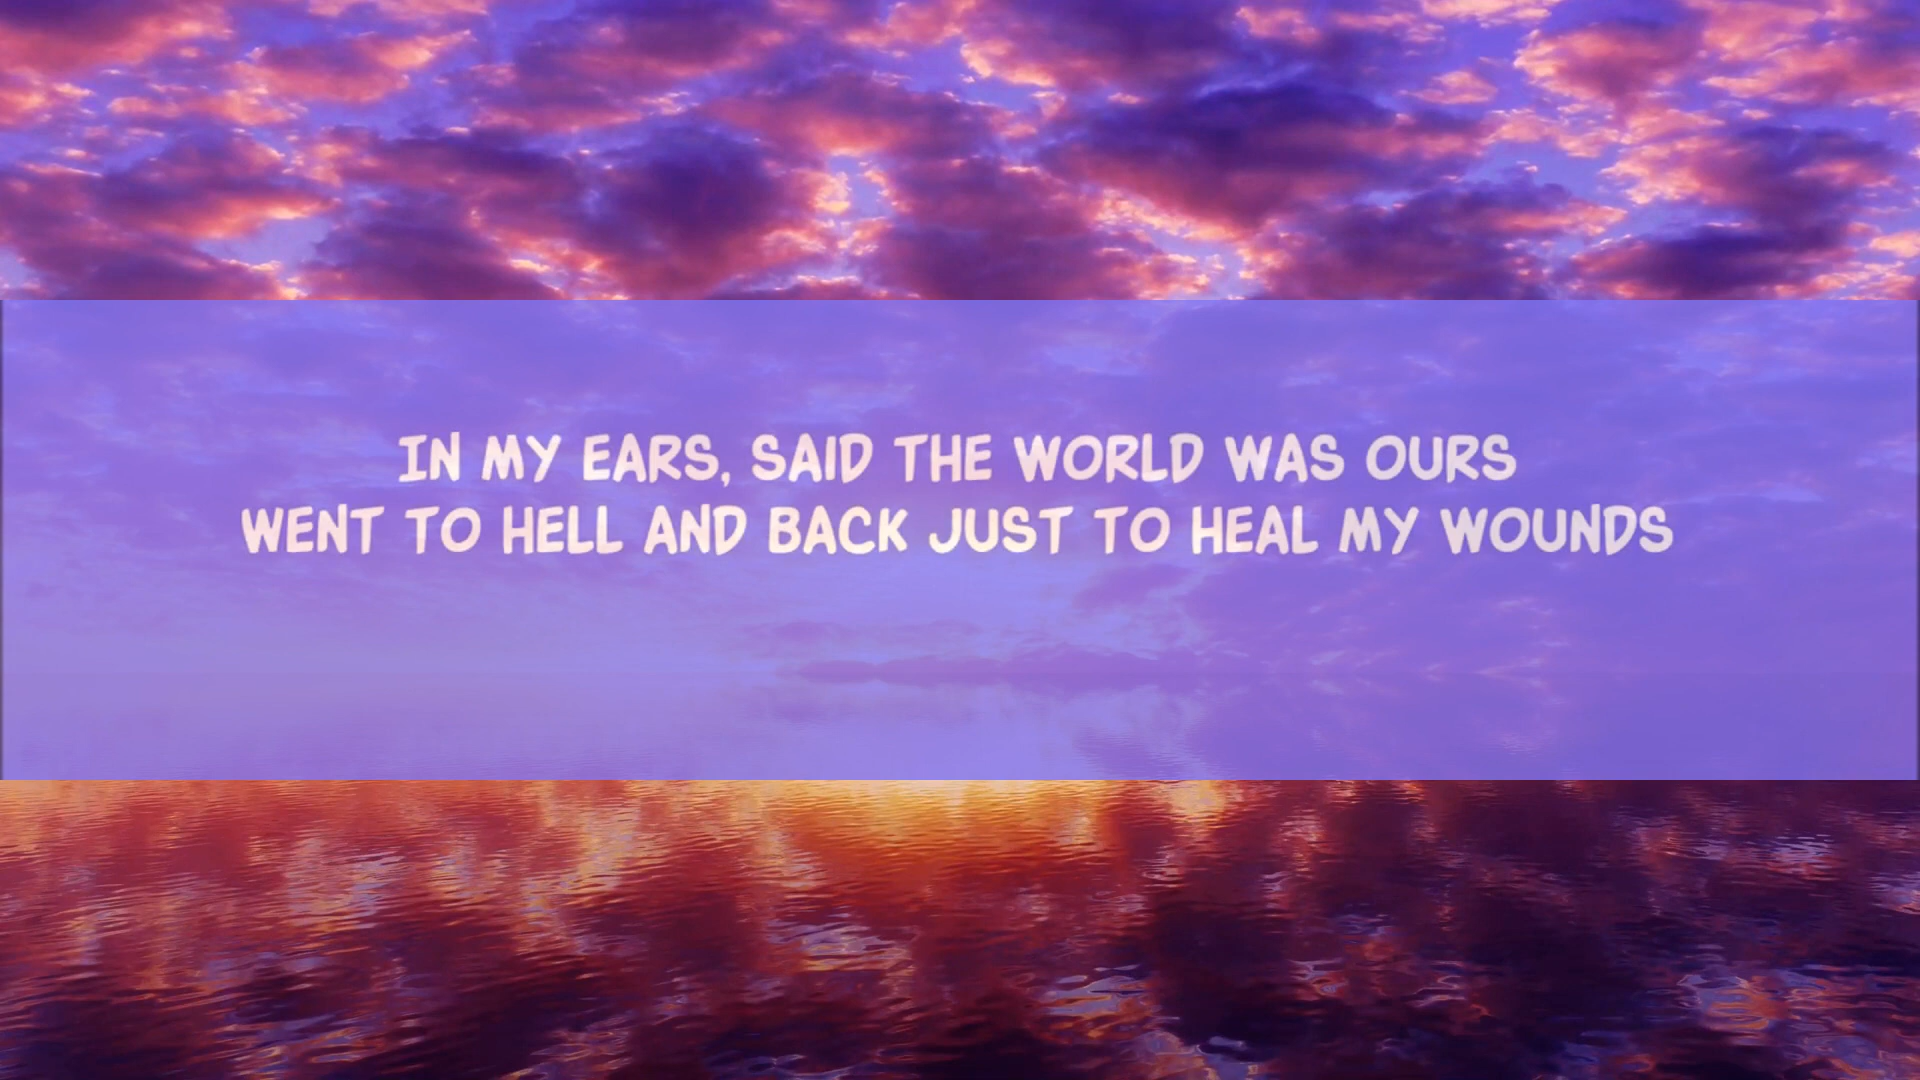 IN MY EARS, SAID THE WORLD WAS OURS
WENT TO HELL AND BACK JUST TO HEAL MY WOUNDS